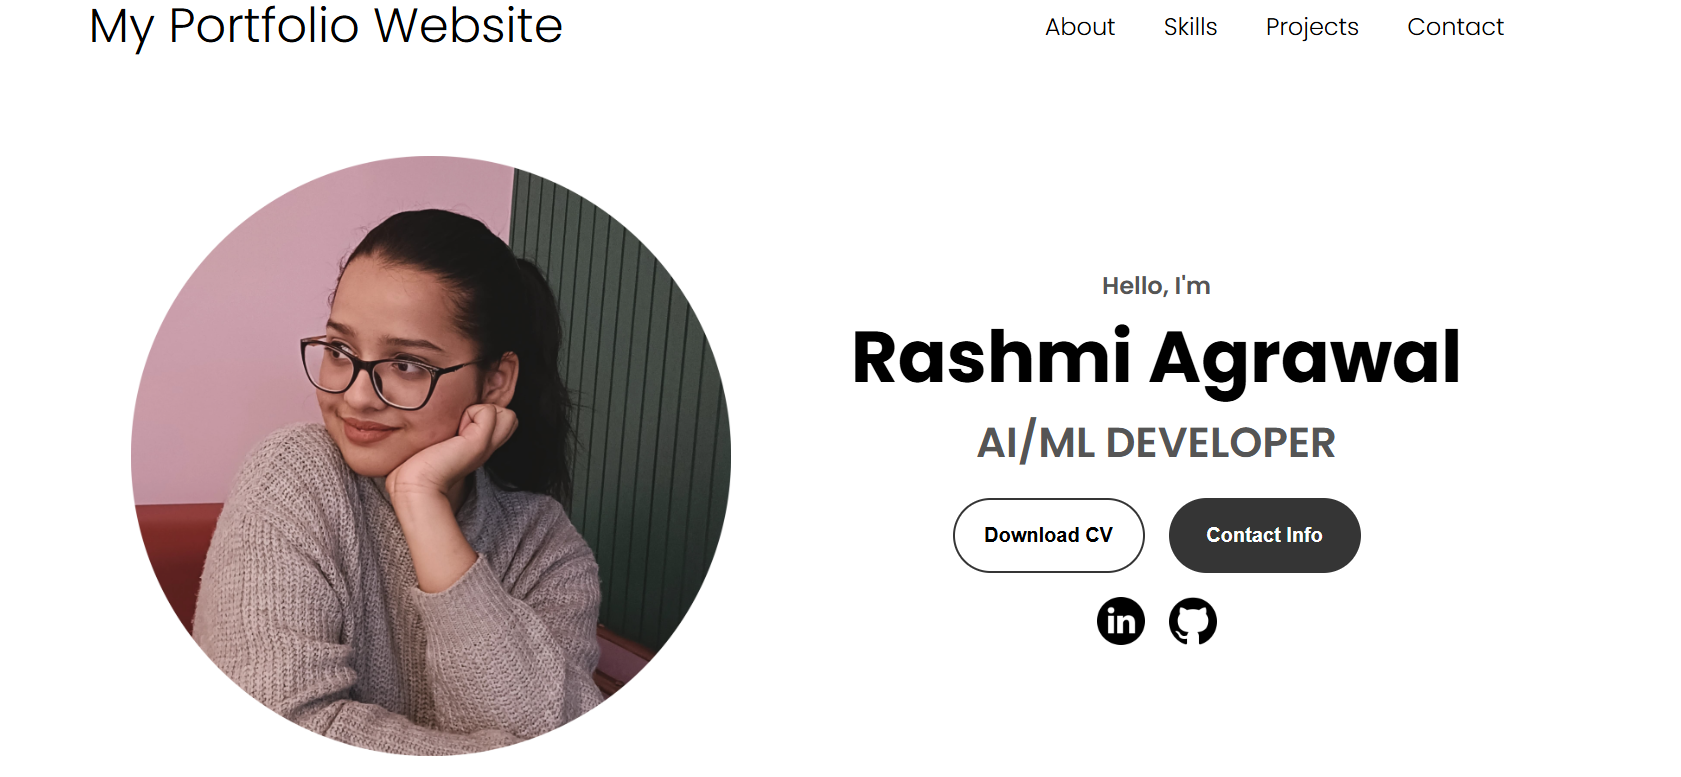 My Portfolio Website
About Skills Projects Contact
Hello, I'm
Rashmi Agrawal
AI/ML DEVELOPER
Download CV Contact Info
in